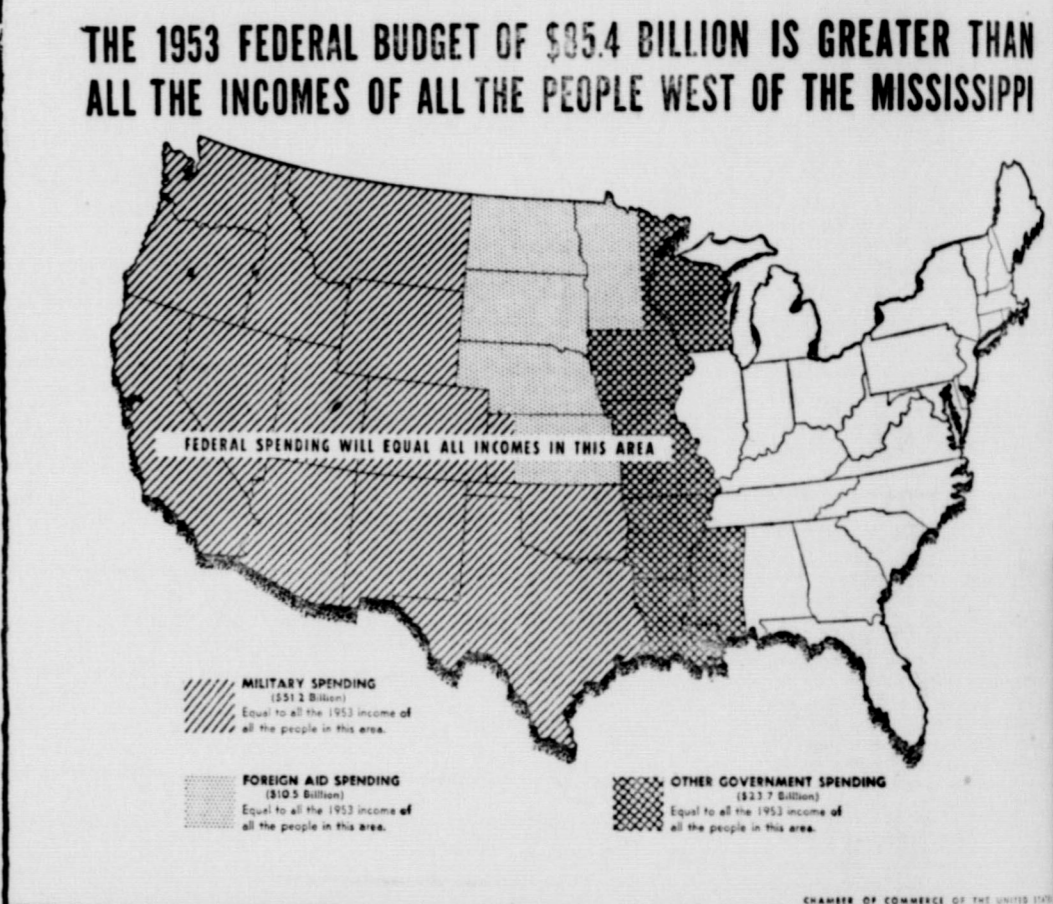 THE 1953 FEDERAL BUDGET OF $85.4 BILLION IS GREATER THAN
ALL THE INCOMES OF ALL THE PEOPLE WEST OF THE MISSISSIPPI
FEDERAL SPENDING WILL EQUAL ALL INCOMES IN THIS AREA
MILITARY SPENDING
($51.2 Billion)
Equal to all the 1953 income of
all the people in this area.
FOREIGN AID SPENDING
($10.5 Billion)
Equal to all the 1953 income of
all the people in this area.
OTHER GOVERNMENT SPENDING
($23.7 Billion)
Equal to all the 1953 income of
all the people in this area.
CHAMBER OF COMMERCE OF THE UNITED STATES